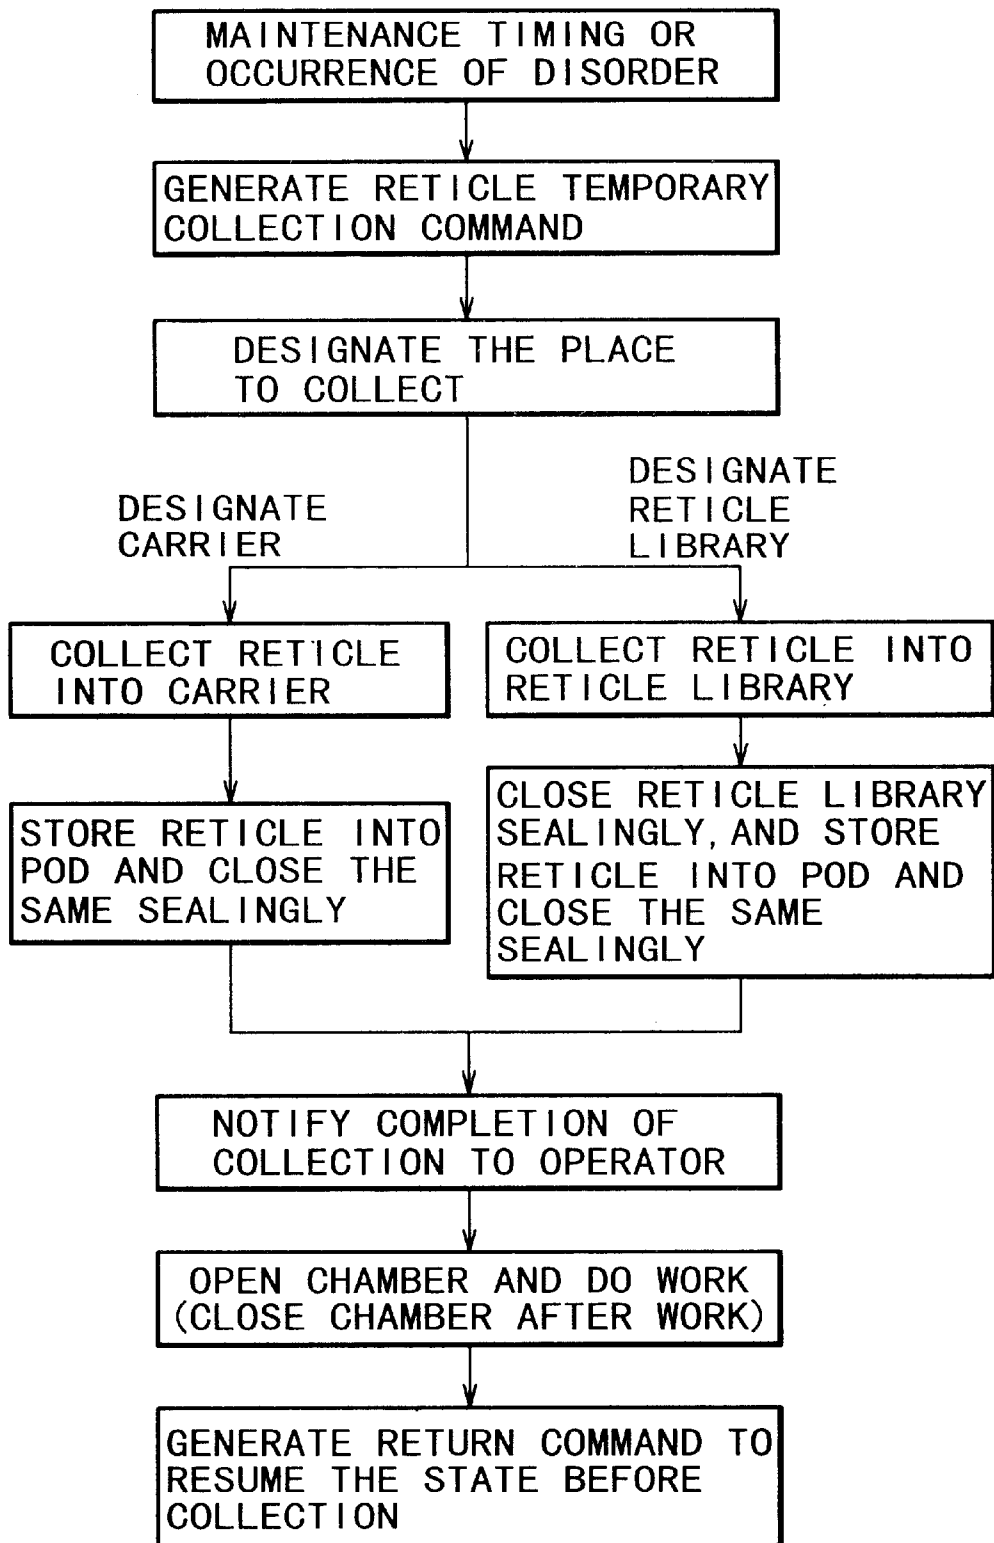 MAINTENANCE TIMING OR
OCCURRENCE OF DISORDER
GENERATE RETICLE TEMPORARY
COLLECTION COMMAND
DESIGNATE THE PLACE
TO COLLECT
DESIGNATE
CARRIER
DESIGNATE
RETICLE
LIBRARY
COLLECT RETICLE
INTO CARRIER
COLLECT RETICLE INTO
RETICLE LIBRARY
STORE RETICLE INTO
POD AND CLOSE THE
SAME SEALINGLY
CLOSE RETICLE LIBRARY
SEALINGLY, AND STORE
RETICLE INTO POD AND
CLOSE THE SAME
SEALINGLY
NOTIFY COMPLETION OF
COLLECTION TO OPERATOR
OPEN CHAMBER AND DO WORK
(CLOSE CHAMBER AFTER WORK)
GENERATE RETURN COMMAND TO
RESUME THE STATE BEFORE
COLLECTION